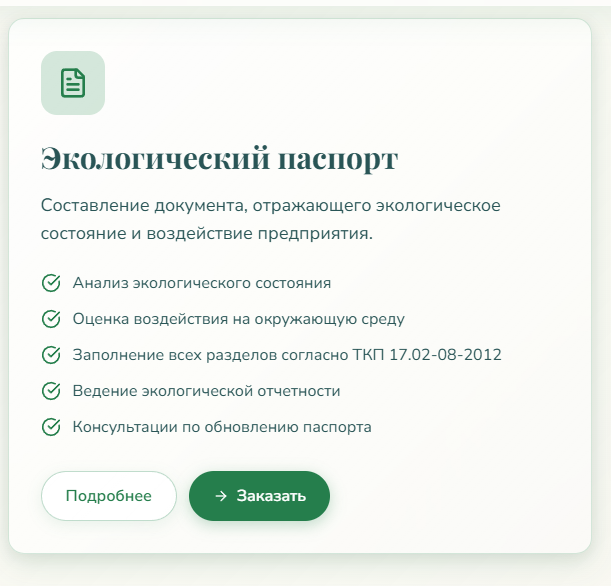 Экологический паспорт
Составление документа, отражающего экологическое
состояние и воздействие предприятия.
Анализ экологического состояния
Оценка воздействия на окружающую среду
Заполнение всех разделов согласно ТКП 17.02-08-2012
Ведение экологической отчетности
Консультации по обновлению паспорта
Подробнее
Заказать